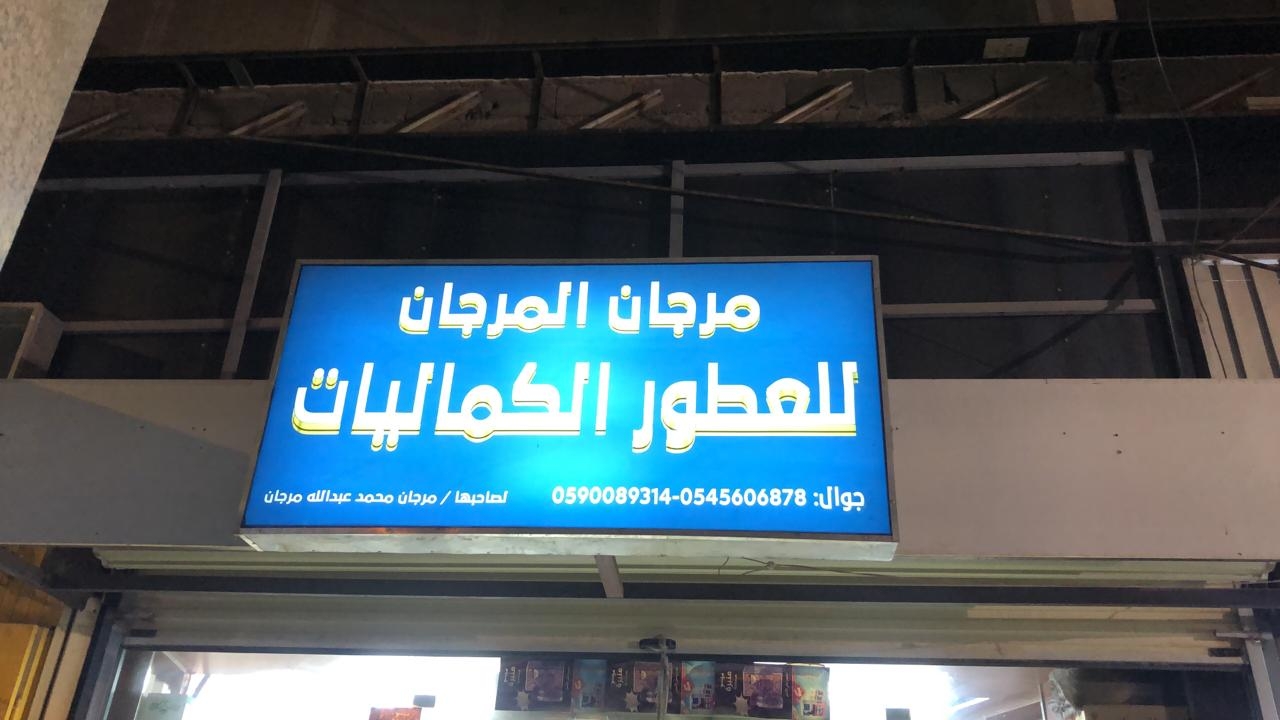 مرجان المرجان
للعطور الكماليات
جوال: 0545606878-0590089314
لصاحبها / مرجان محمد عبدالله مرجان